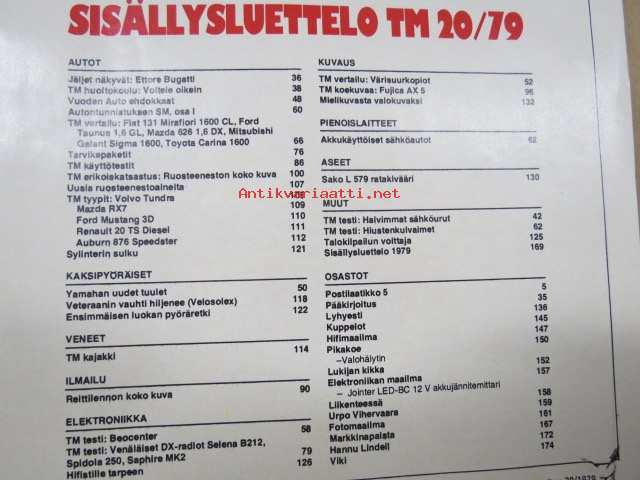 SISÄLLYSLUETTELO TM 20/79
AUTOT
Jäljet näkyvät: Ettore Bugatti 36
TM huoltokoulu: Voitele oikein 38
Vuoden Auto ehdokkaat 48
Autontunnistuksen SM, osa I 60
TM vertailu: Fiat 131 Mirafiori 1600 CL, Ford
Taunus 1,6 GL, Mazda 626 1,6 DX, Mitsubishi
Galant Sigma 1600, Toyota Carina 1600 66
Tarvikepaketit 76
TM käyttötestit 86
TM erikoiskatsastus: Ruosteeneston koko kuva 100
Uusia ruosteenestoaineita 107
TM tyypit: Volvo Tundra 108
Mazda RX7 109
Ford Mustang 3D 110
Renault 20 TS Diesel 111
Auburn 876 Speedster 112
Sylinterin sulku 121
KAKSIPYÖRÄISET
Yamahan uudet tuulet 50
Veteraanin vauhti hiljenee (Velosolex) 118
Ensimmäisen luokan pyöräretki 122
VENEET
TM kajakki 114
ILMAILU
Reittilennon koko kuva 90
ELEKTRONIIKKA
TM testi: Beocenter 58
TM testi: Venäläiset DX-radiot Selena B212,
Spidola 250, Saphire MK2 79
Hifistille tarpeen 126
KUVAUS
TM vertailu: Värisuurkopiot 52
TM koekuvaa: Fujica AX 5 96
Mielikuvasta valokuvaksi 132
PIENOISLAITTEET
Akkukäyttöiset sähköautot 62
ASEET
Sako L 579 ratakivääri 130
Antikvariaatti.net
MUUT
TM testi: Halvimmat sähköurut 42
TM testi: Hiustenkuivaimet 62
Talokilpailun voittaja 125
Sisällysluettelo 1979 169
OSASTOT
Postilaatikko 5 5
Pääkirjoitus 35
Lyhyesti 136
Kuppelot 145
Hifimaailma 147
Pikakoe 150
–Valohälytin 152
Lukijan kikka 157
Elektroniikan maailma
– Jointer LED-BC 12 V akkujännitemittari 158
Liikenteessä 159
Urpo Vihervaara 161
Fotomaailma 167
Markkinapaista 172
Hannu Lindell 174
Viki
20/1979